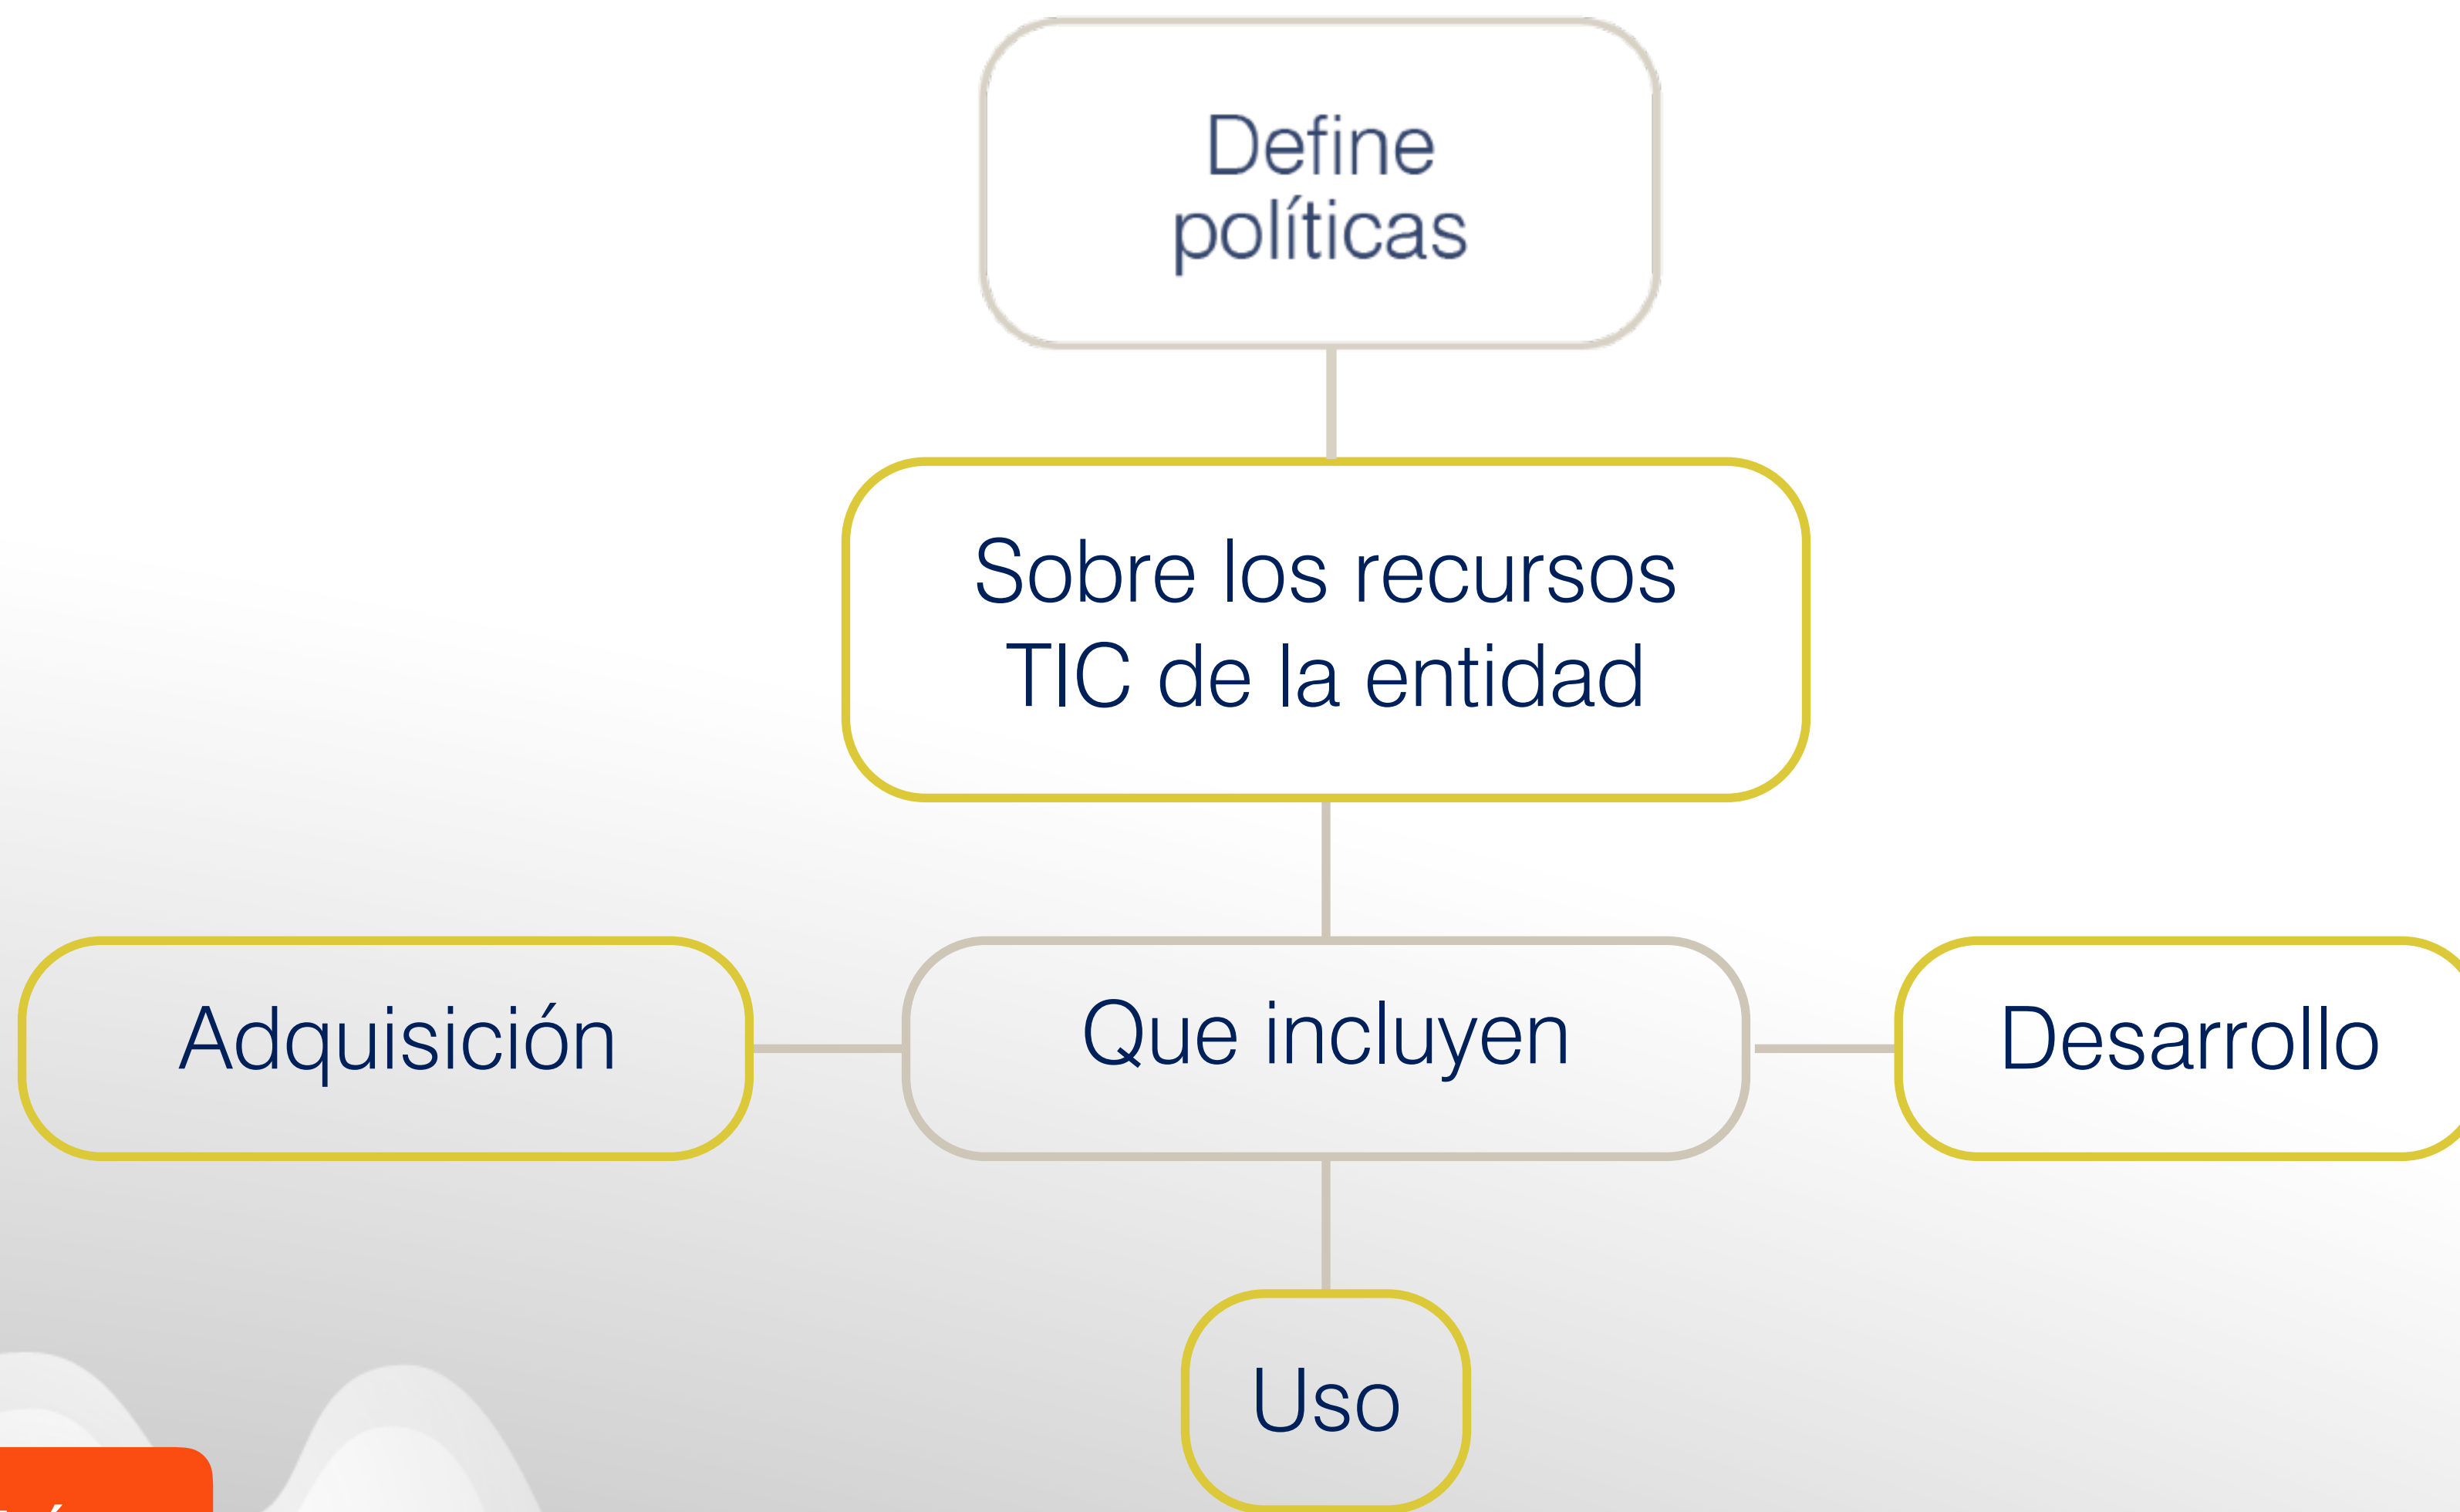 Define
políticas
Sobre los recursos
TIC de la entidad
Adquisición
Que incluyen
Desarrollo
Uso